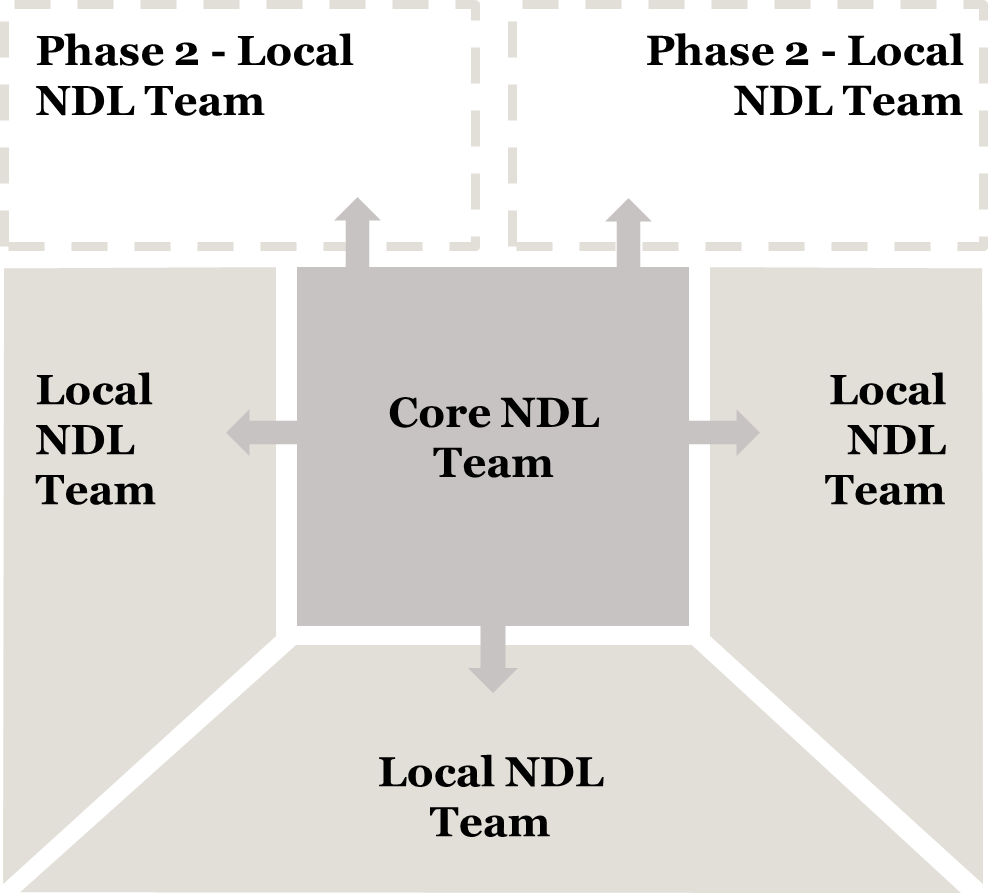 Phase 2 - Local
NDL Team
Phase 2 - Local
NDL Team
Local
NDL
Team
Core NDL
Team
Local
NDL
Team
Local NDL
Team